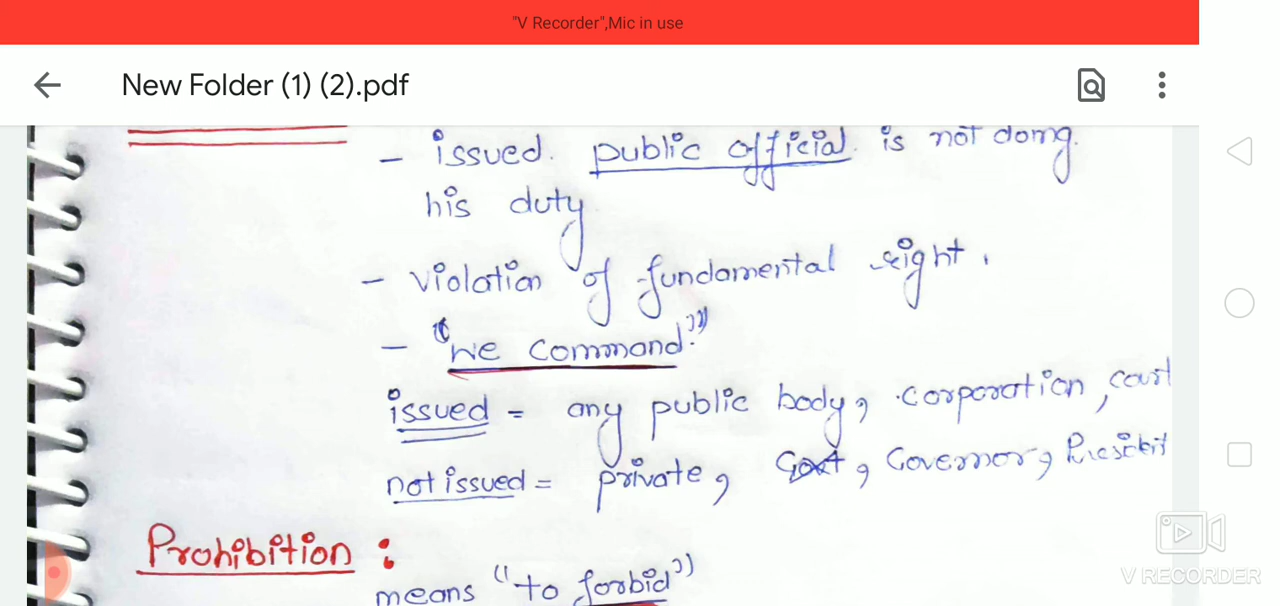 "V Recorder",Mic in use
New Folder (1) (2).pdf
– issued. public official. is not doing.
his duty
– violation of fundamental right.
– "we command."
issued = any public body, corporation, court
not issued = private, Govt, Governor,
Prohibition :
means "to forbid"
V RECORDER